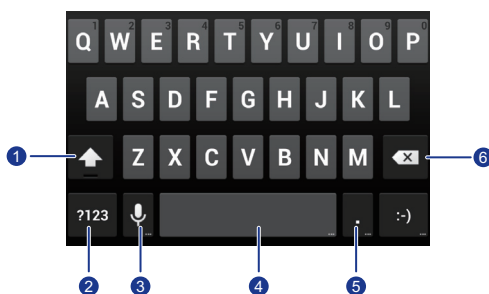 1 2 3 4 5 6 7 8 9 0
Q W E R T Y U I O P
A S D F G H J K L
1 Z X C V B N M 6
?123 ... ... . ... :-) ...
2 3 4 5